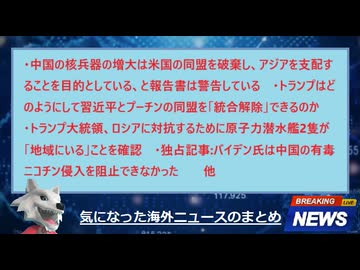 ・中国の核兵器の増大は米国の同盟を破棄し、アジアを支配す
ることを目的としている、と報告書は警告している　・トランプはど
のようにして習近平とプーチンの同盟を「統合解除」できるのか
・トランプ大統領、ロシアに対抗するために原子力潜水艦2隻が
「地域にいる」ことを確認　・独占記事:バイデン氏は中国の有毒
ニコチン侵入を阻止できなかった　　他
117.925
BREAKING LIVE
NEWS
気になった海外ニュースのまとめ